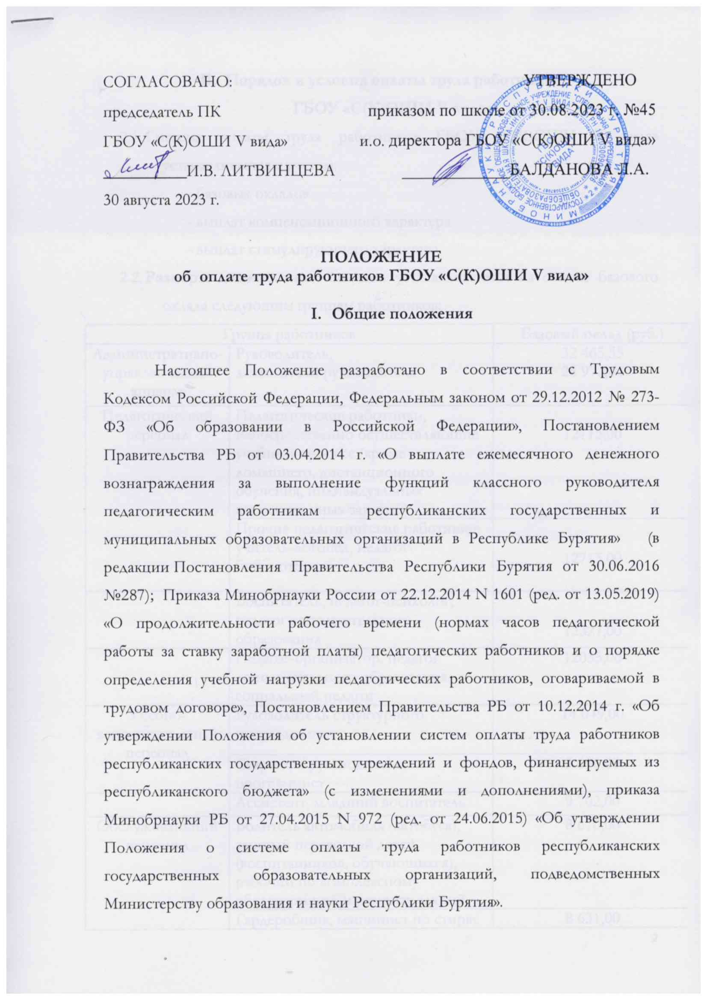 СОГЛАСОВАНО:
УТВЕРЖДЕНО
председатель ПК
приказом по школе от 30.08.2023 г. №45
ГБОУ «С(К)ОШИ V вида»
и.о. директора ГБОУ «С(К)ОШИ V вида»
И.В. ЛИТВИНЦЕВА
БАЛДАНОВА Л.А.
30 августа 2023 г.
ПОЛОЖЕНИЕ
об оплате труда работников ГБОУ «С(К)ОШИ V вида»
I. Общие положения
Настоящее Положение разработано в соответствии с Трудовым
Кодексом Российской Федерации, Федеральным законом от 29.12.2012 № 273-
ФЗ «Об образовании в Российской Федерации», Постановлением
Правительства РБ от 03.04.2014 г. «О выплате ежемесячного денежного
вознаграждения за выполнение функций классного руководителя
педагогическим работникам республиканских государственных и
муниципальных образовательных организаций в Республике Бурятия» (в
редакции Постановления Правительства Республики Бурятия от 30.06.2016
№287); Приказа Минобрнауки России от 22.12.2014 N 1601 (ред. от 13.05.2019)
«О продолжительности рабочего времени (нормах часов педагогической
работы за ставку заработной платы) педагогических работников и о порядке
определения учебной нагрузки педагогических работников, оговариваемой в
трудовом договоре», Постановлением Правительства РБ от 10.12.2014 г. «Об
утверждении Положения об установлении систем оплаты труда работников
республиканских государственных учреждений и фондов, финансируемых из
республиканского бюджета» (с изменениями и дополнениями), приказа
Минобрнауки РБ от 27.04.2015 N 972 (ред. от 24.06.2015) «Об утверждении
Положения о системе оплаты труда работников республиканских
государственных образовательных организаций, подведомственных
Министерству образования и науки Республики Бурятия».